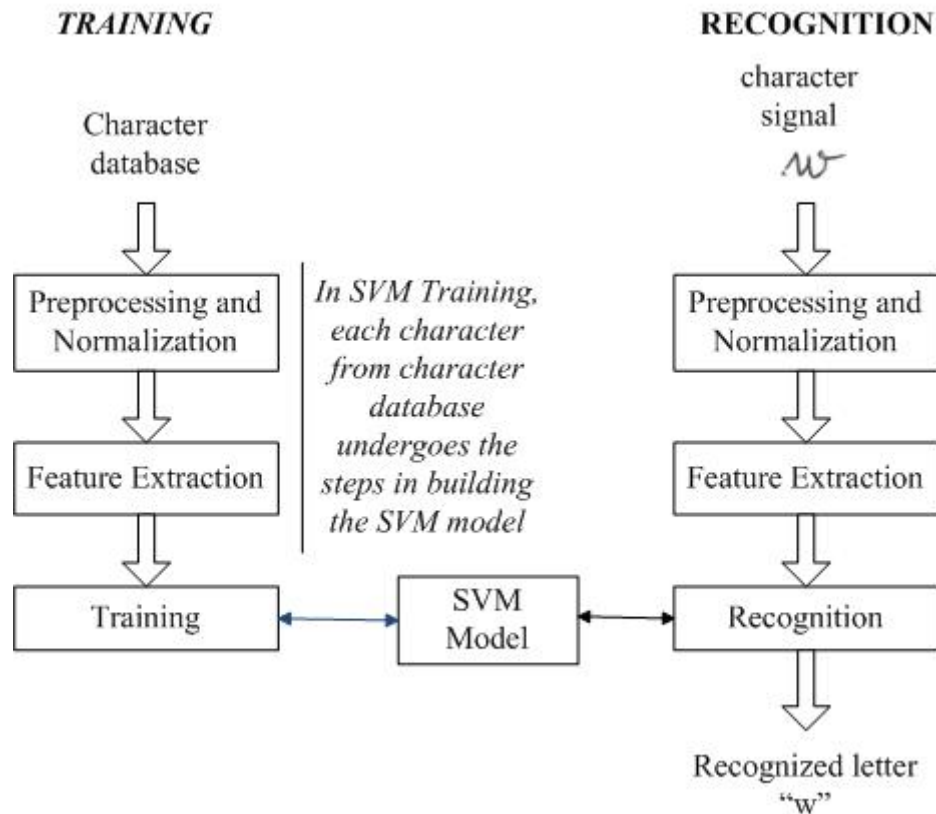 TRAINING
Character
database
Preprocessing and
Normalization
Feature Extraction
Training
In SVM Training,
each character
from character
database
undergoes the
steps in building
the SVM model
SVM
Model
RECOGNITION
character
signal
w
Preprocessing and
Normalization
Feature Extraction
Recognition
Recognized letter
“w”